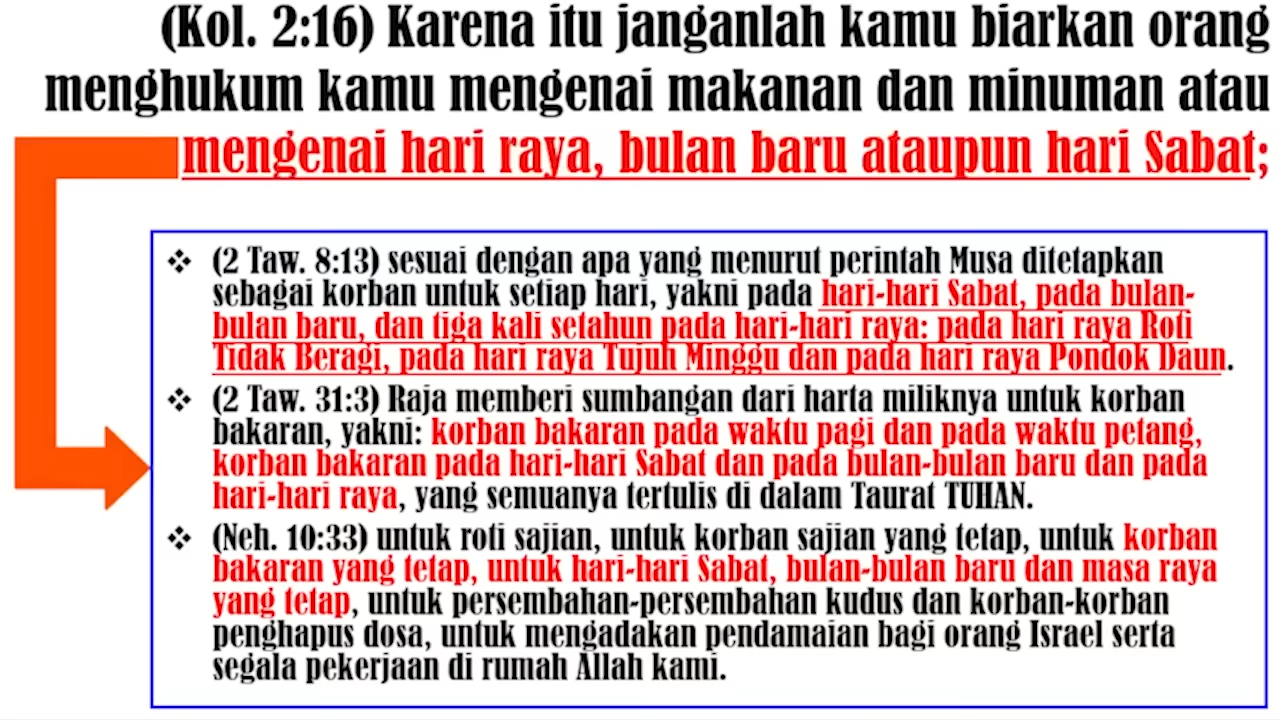 (Kol. 2:16) Karena itu janganlah kamu biarkan orang
menghukum kamu mengenai makanan dan minuman atau
mengenai hari raya, bulan baru ataupun hari Sabat;
❖ (2 Taw. 8:13) sesuai dengan apa yang menurut perintah Musa ditetapkan
sebagai korban untuk setiap hari, yakni pada hari-hari Sabat, pada bulan-
bulan baru, dan tiga kali setahun pada hari-hari raya: pada hari raya Roti
Tidak Beragi, pada hari raya Tujuh Minggu dan pada hari raya Pondok Daun.
❖ (2 Taw. 31:3) Raja memberi sumbangan dari harta miliknya untuk korban
bakaran, yakni: korban bakaran pada waktu pagi dan pada waktu petang,
korban bakaran pada hari-hari Sabat dan pada bulan-bulan baru dan pada
hari-hari raya, yang semuanya tertulis di dalam Taurat TUHAN.
❖ (Neh. 10:33) untuk roti sajian, untuk korban sajian yang tetap, untuk korban
bakaran yang tetap, untuk hari-hari Sabat, bulan-bulan baru dan masa raya
yang tetap, untuk persembahan-persembahan kudus dan korban-korban
penghapus dosa, untuk mengadakan pendamaian bagi orang Israel serta
segala pekerjaan di rumah Allah kami.